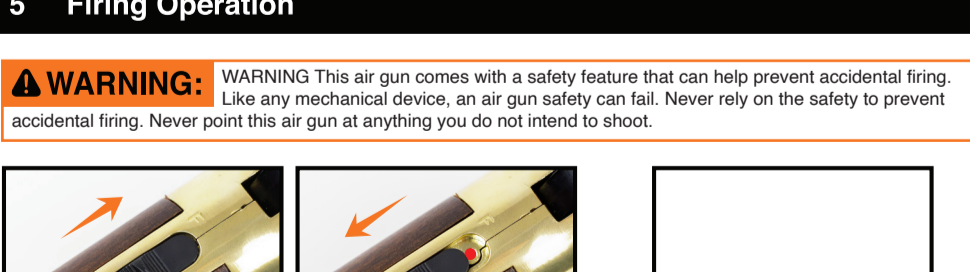 5 Firing Operation
WARNING:
WARNING This air gun comes with a safety feature that can help prevent accidental firing.
Like any mechanical device, an air gun safety can fail. Never rely on the safety to prevent
accidental firing. Never point this air gun at anything you do not intend to shoot.
F
F